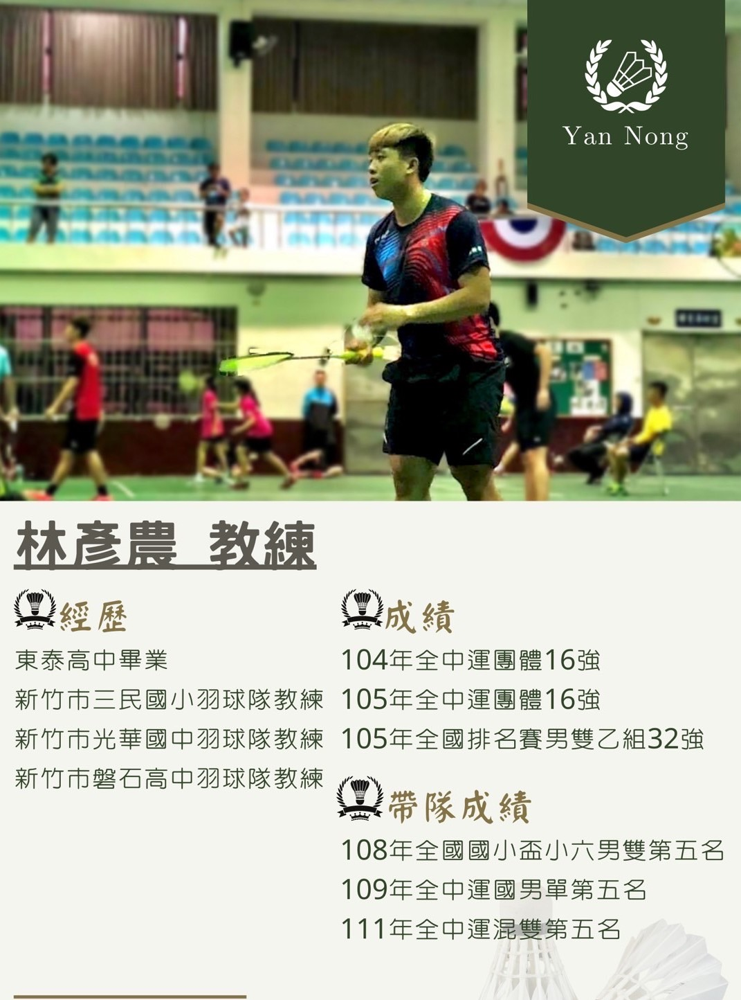 Yan Nong
林彥農 教練
經歷
東泰高中畢業
新竹市三民國小羽球隊教練
新竹市光華國中羽球隊教練
新竹市磐石高中羽球隊教練
成績
104年全中運團體16強
105年全中運團體16強
105年全國排名賽男雙乙組32強
帶隊成績
108年全國國小盃小六男雙第五名
109年全中運國男單第五名
111年全中運混雙第五名